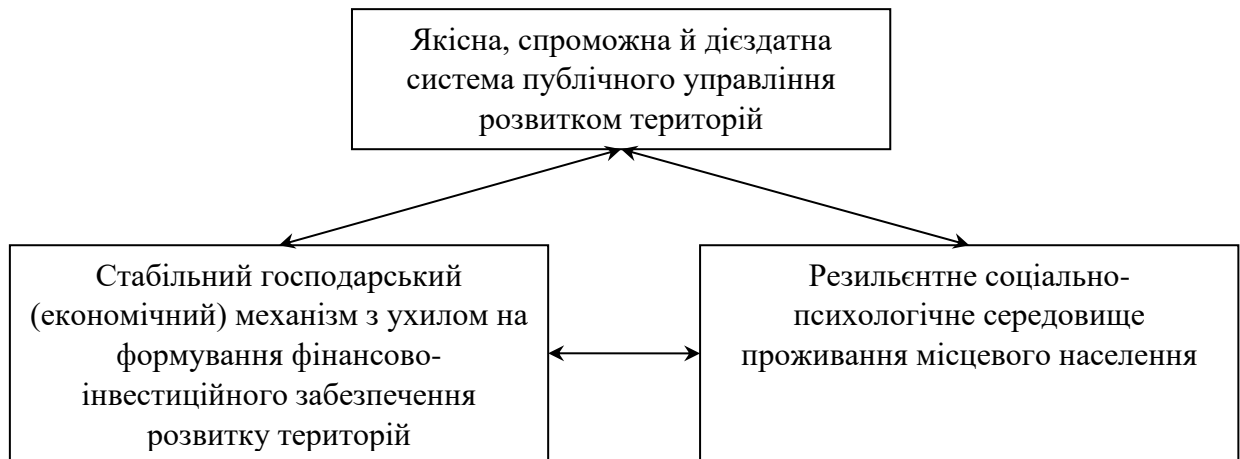 Якісна, спроможна й дієздатна
система публічного управління
розвитком територій
Стабільний господарський
(економічний) механізм з ухилом на
формування фінансово-
інвестиційного забезпечення
розвитку територій
Резильєнтне соціально-
психологічне середовище
проживання місцевого населення